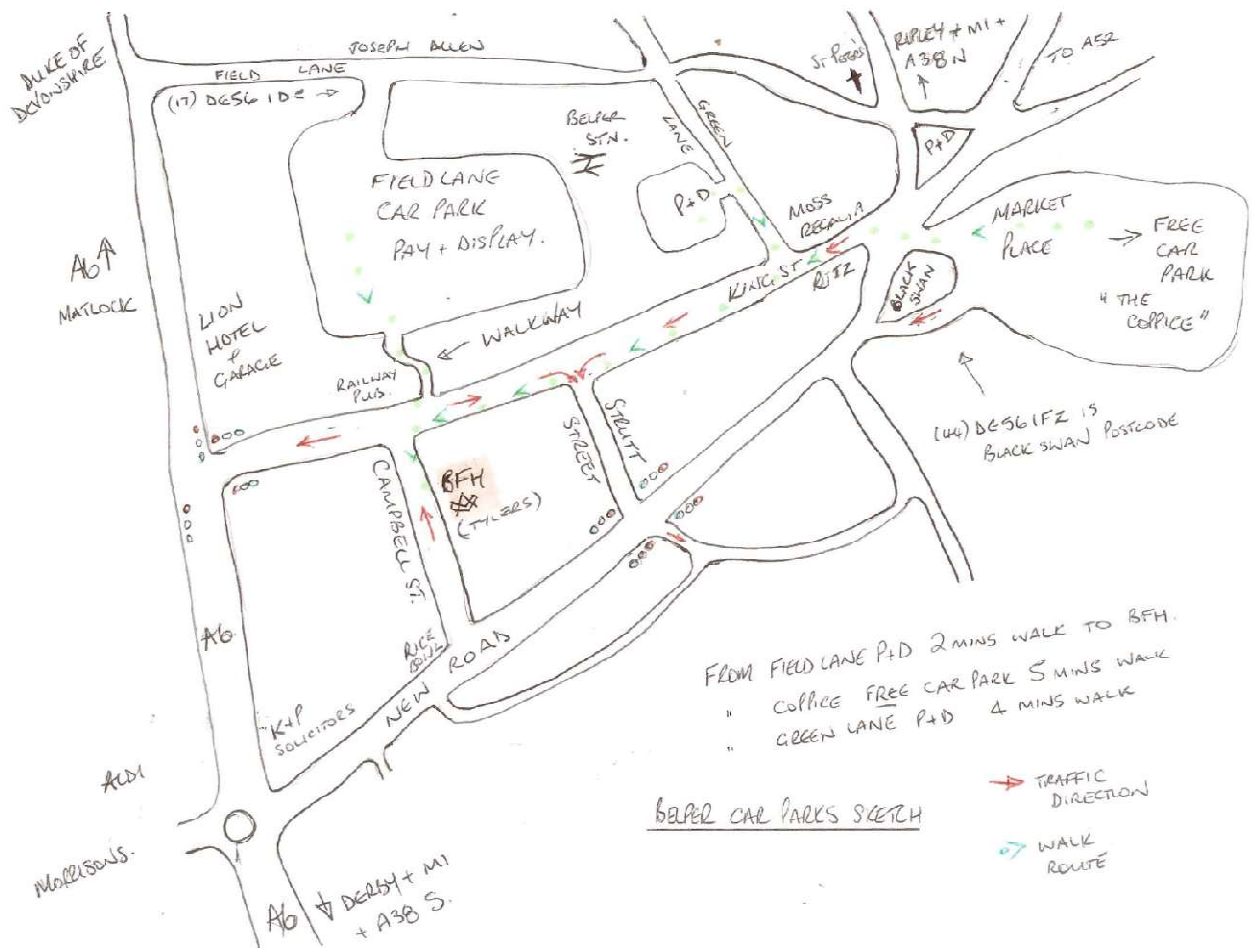 DUKE OF
DEVONSHIRE
JOSEPH ALLEN
FIELD LANE
(17) DE56 1DE
BELPER
STN.
GREEN
LANE
St PETER'S
RIPLEY + M1 +
A38 N
TO A52
P+D
FIELD LANE
CAR PARK
PAY + DISPLAY.
P+D
MOSS
REGALIA
MARKET
PLACE
FREE
CAR
PARK
"THE
COPPICE"
A6
MATLOCK
LION
HOTEL
+
GARAGE
WALKWAY
KING ST
RITZ
BLACK
SWAN
RAILWAY
PUB.
(44) DE56 1FZ IS
BLACK SWAN POSTCODE
STRUTT
STREET
CAMPBELL ST.
BFH
(TYLERS)
A6
RICE
BOWL
NEW ROAD
K+P
SOLICITORS
FROM FIELD LANE P+D 2 MINS WALK TO BFH.
" COPPICE FREE CAR PARK 5 MINS WALK
" GREEN LANE P+D 4 MINS WALK
ALDI
MORRISONS.
BELPER CAR PARKS SKETCH
TRAFFIC
DIRECTION
WALK
ROUTE
A6
DERBY + M1
+ A38 S.